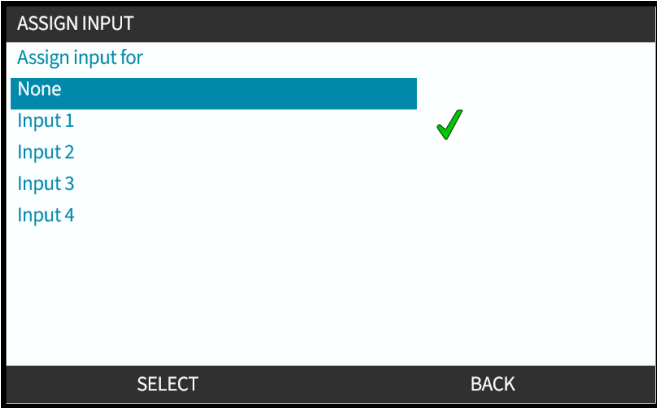 ASSIGN INPUT
Assign input for
None
Input 1
Input 2
Input 3
Input 4
SELECT BACK